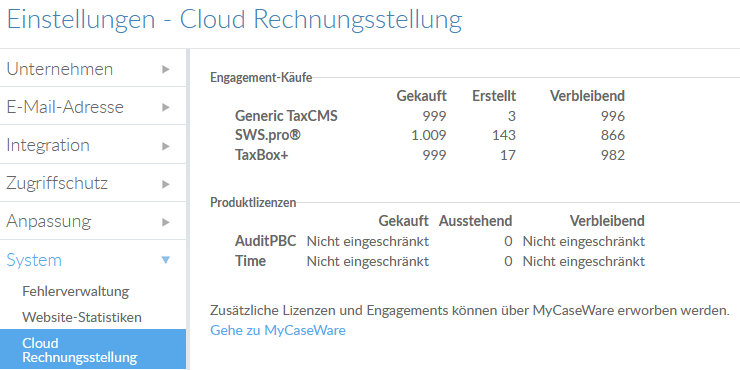 Einstellungen - Cloud Rechnungsstellung
Unternehmen
E-Mail-Adresse
Integration
Zugriffschutz
Anpassung
System
Fehlerverwaltung
Website-Statistiken
Cloud
Rechnungsstellung
Engagement-Käufe
Gekauft Erstellt Verbleibend
Generic TaxCMS 999 3 996
SWS.pro® 1.009 143 866
TaxBox+ 999 17 982
Produktlizenzen
Gekauft Ausstehend Verbleibend
AuditPBC Nicht eingeschränkt 0 Nicht eingeschränkt
Time Nicht eingeschränkt 0 Nicht eingeschränkt
Zusätzliche Lizenzen und Engagements können über MyCaseWare erworben werden.
Gehe zu MyCaseWare